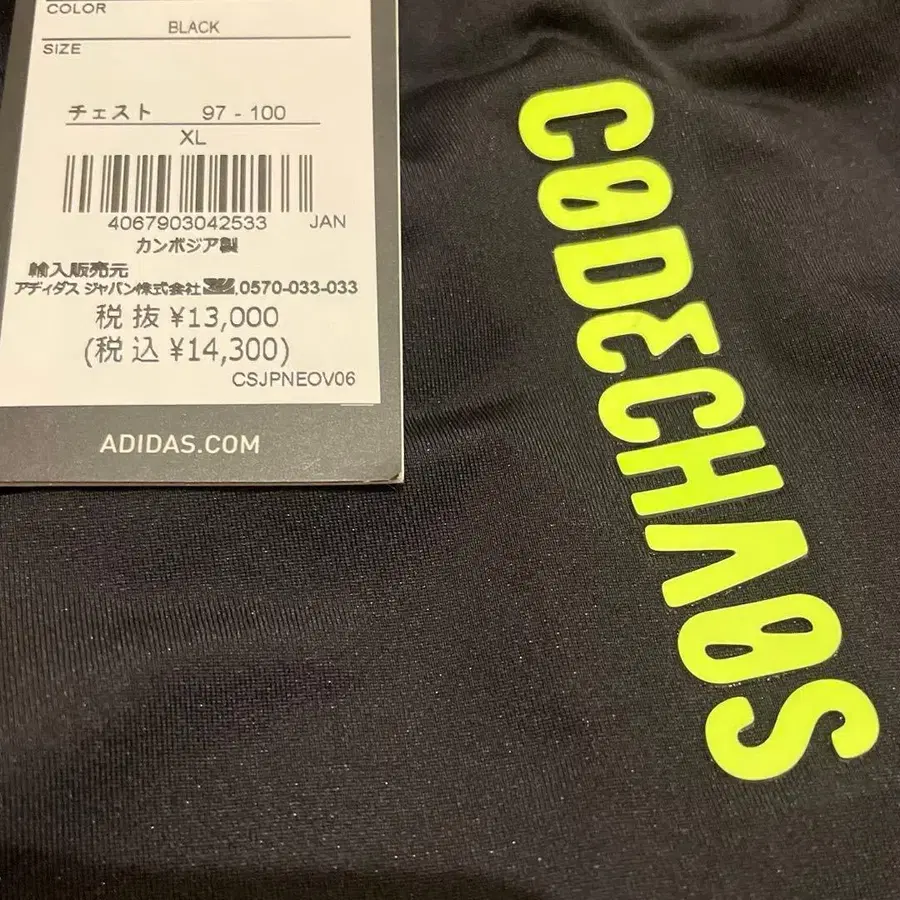 COLOR
BLACK
SIZE
チェスト 97 - 100
XL
4067903042533 JAN
カンボジア製
輸入販売元
アディダス ジャパン株式会社 0570-033-033
税 抜 ¥13,000
(税 込 ¥14,300)
CSJPNEOV06
ADIDAS.COM
CØDECHAØS